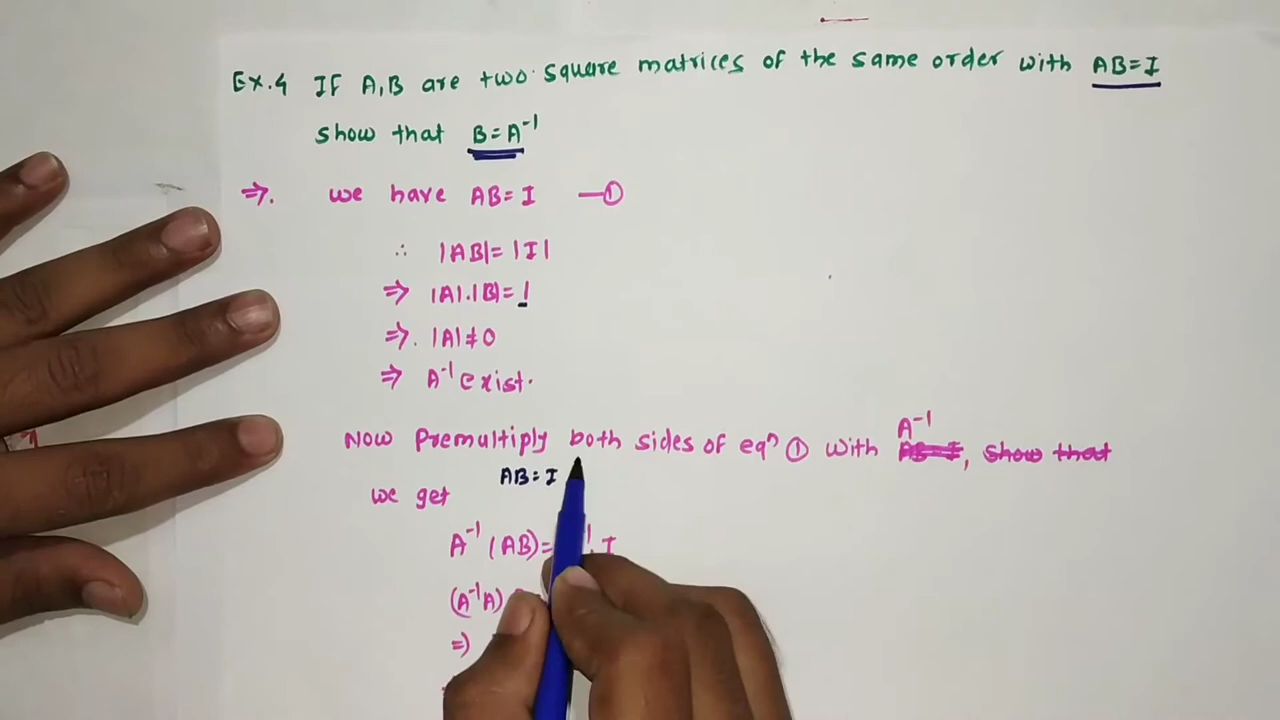 Ex.4 IF A,B are two square matrices of the same order with AB=I
show that B=A⁻¹
⇒. we have AB=I —①
∴ |AB|=|I|
⇒ |A|.|B|=1
⇒. |A|≠0
⇒ A⁻¹ exist.
Now Premultiply both sides of eqⁿ ① with A⁻¹, show that
AB=I
we get
A⁻¹(AB)= I
(A⁻¹A)
⇒)